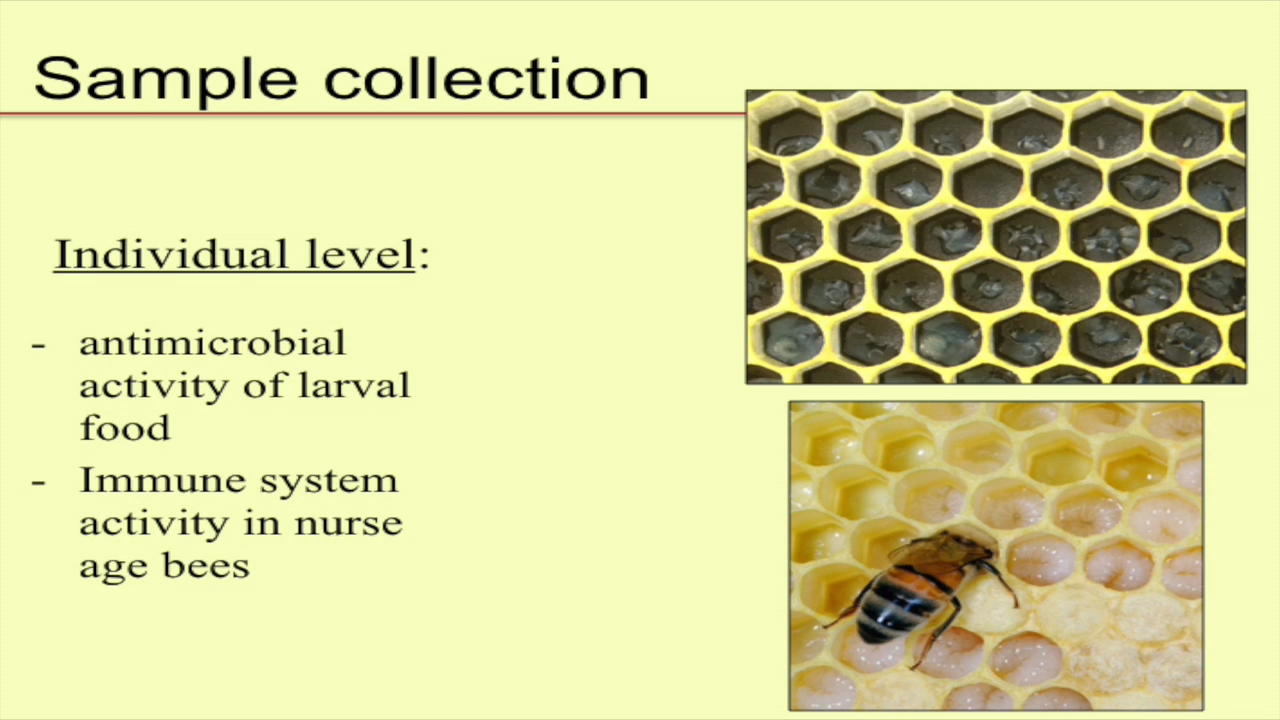 Sample collection
Individual level:
- antimicrobial
activity of larval
food
- Immune system
activity in nurse
age bees